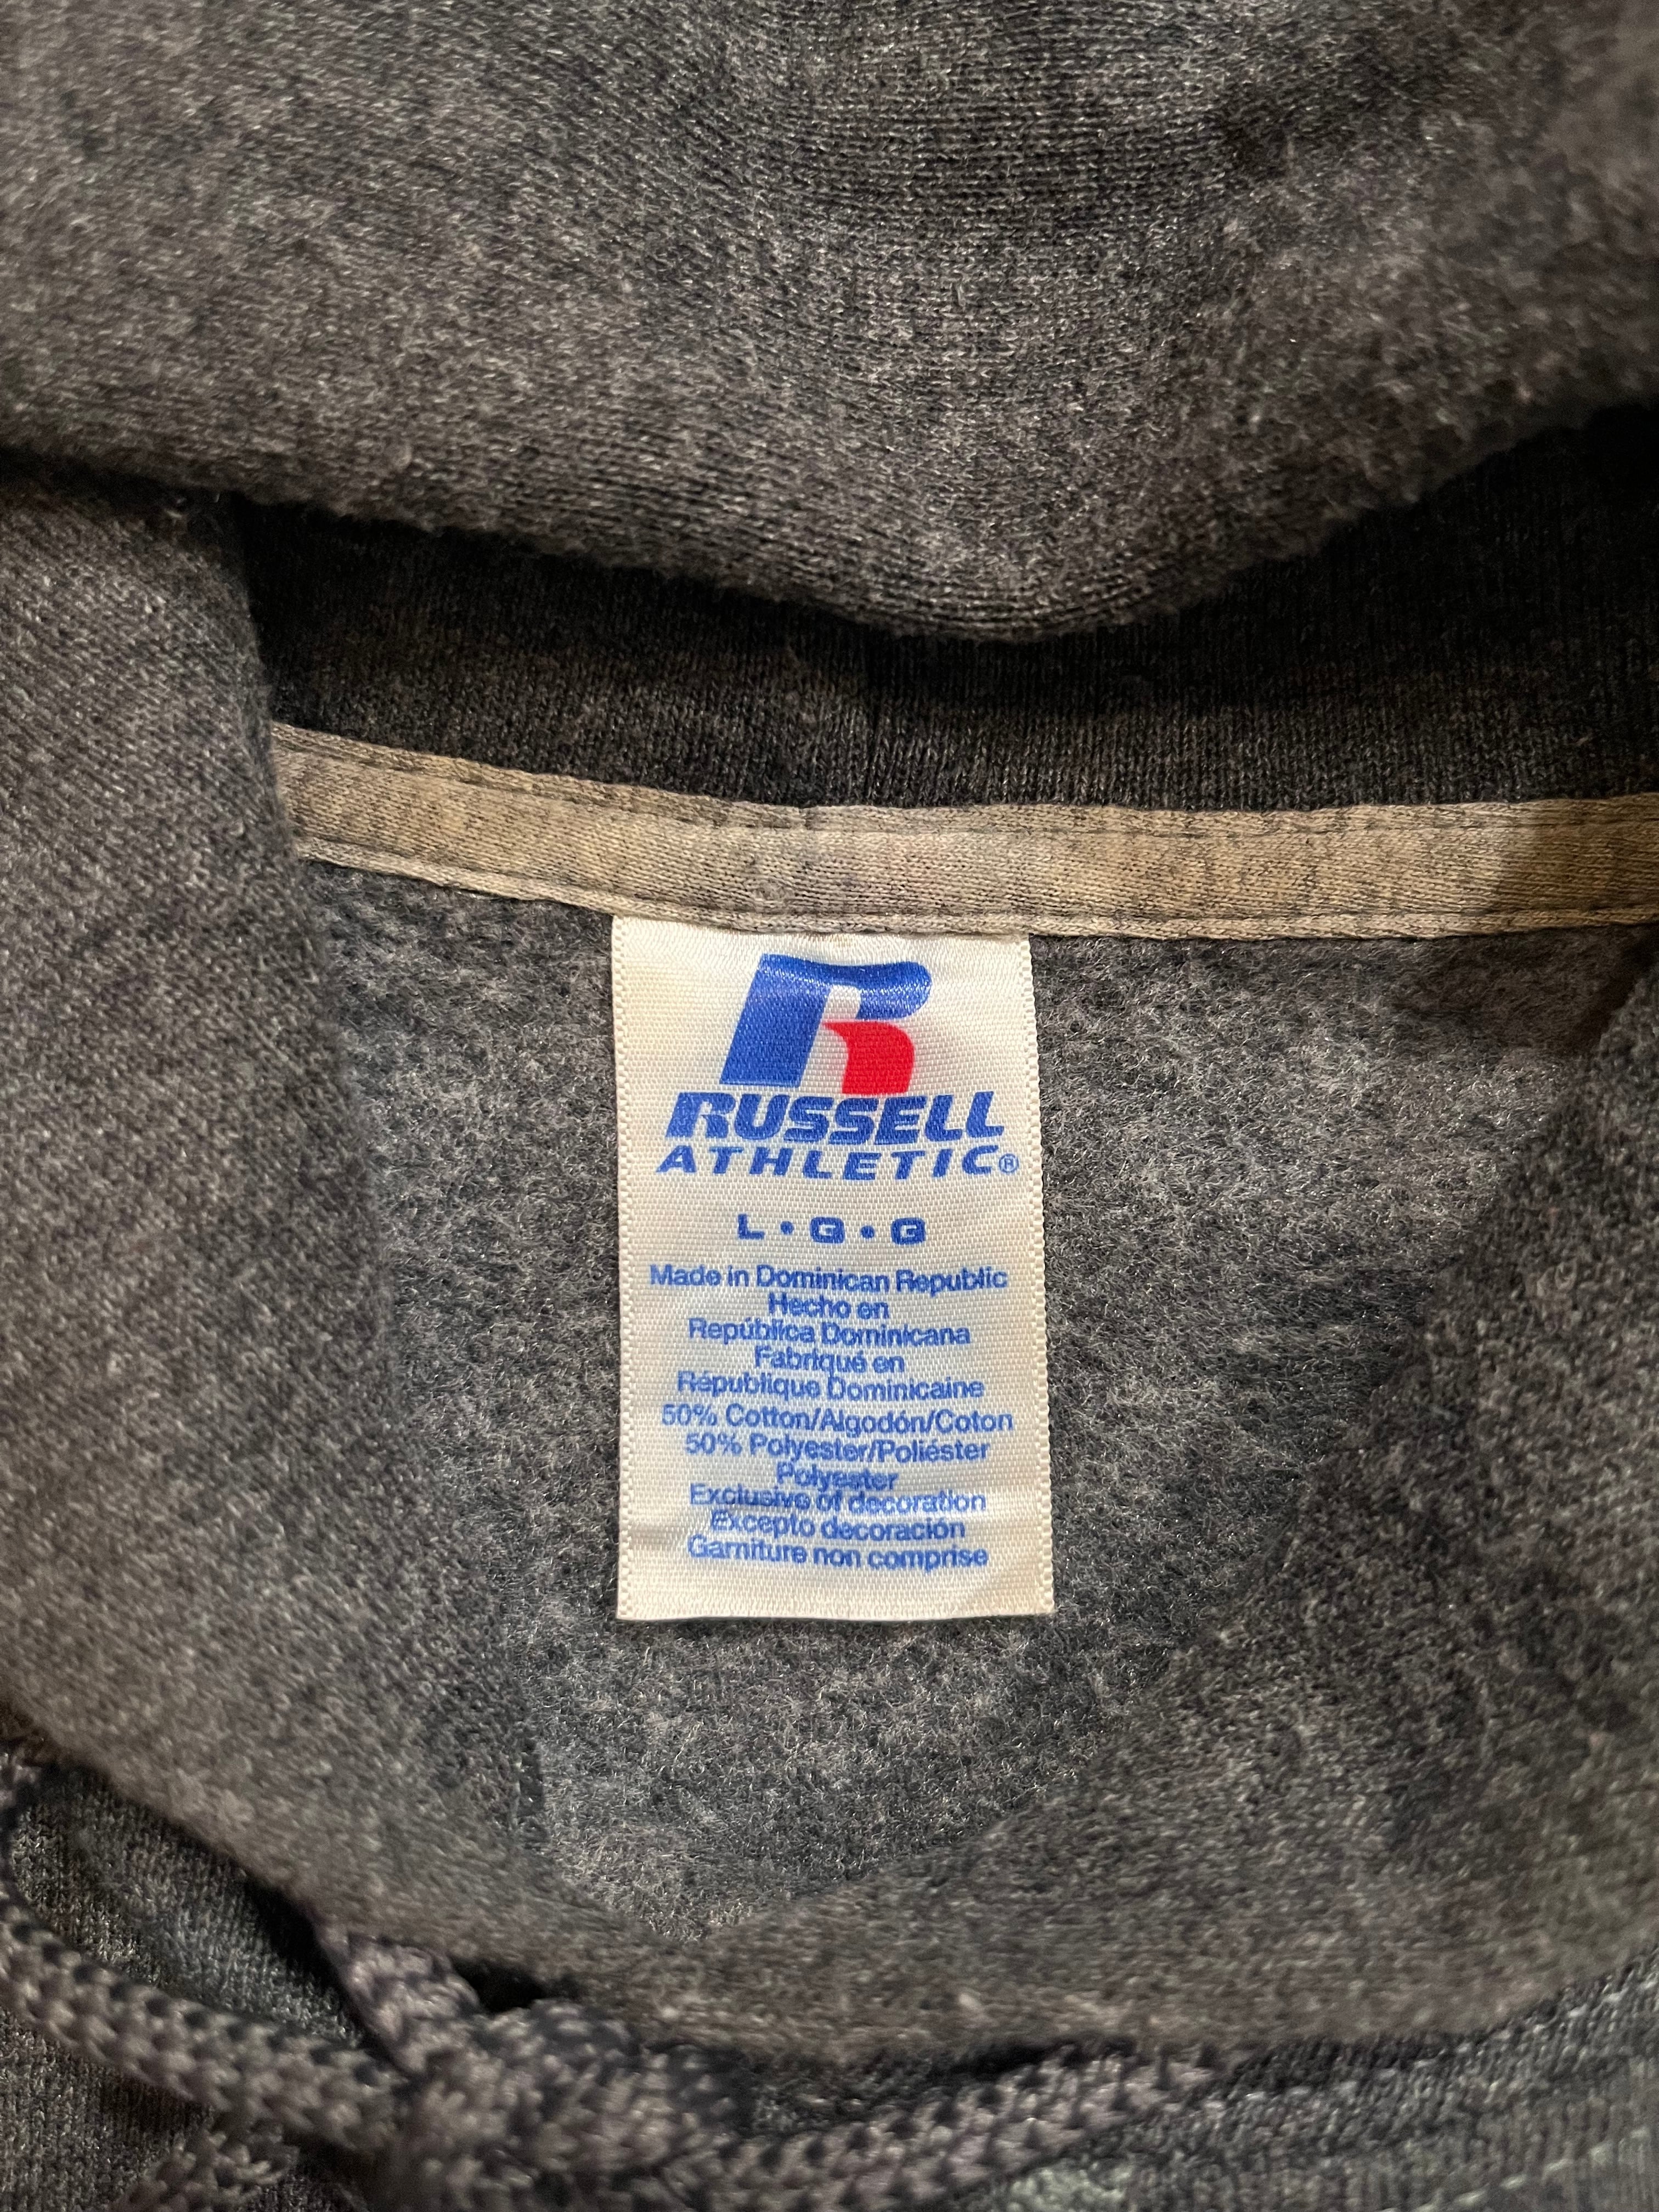 R
RUSSELL
ATHLETIC®
L • G • G
Made in Dominican Republic
Hecho en
República Dominicana
Fabriqué en
République Dominicaine
50% Cotton/Algodón/Coton
50% Polyester/Poliéster
Polyester
Exclusive of decoration
Excepto decoración
Garniture non comprise